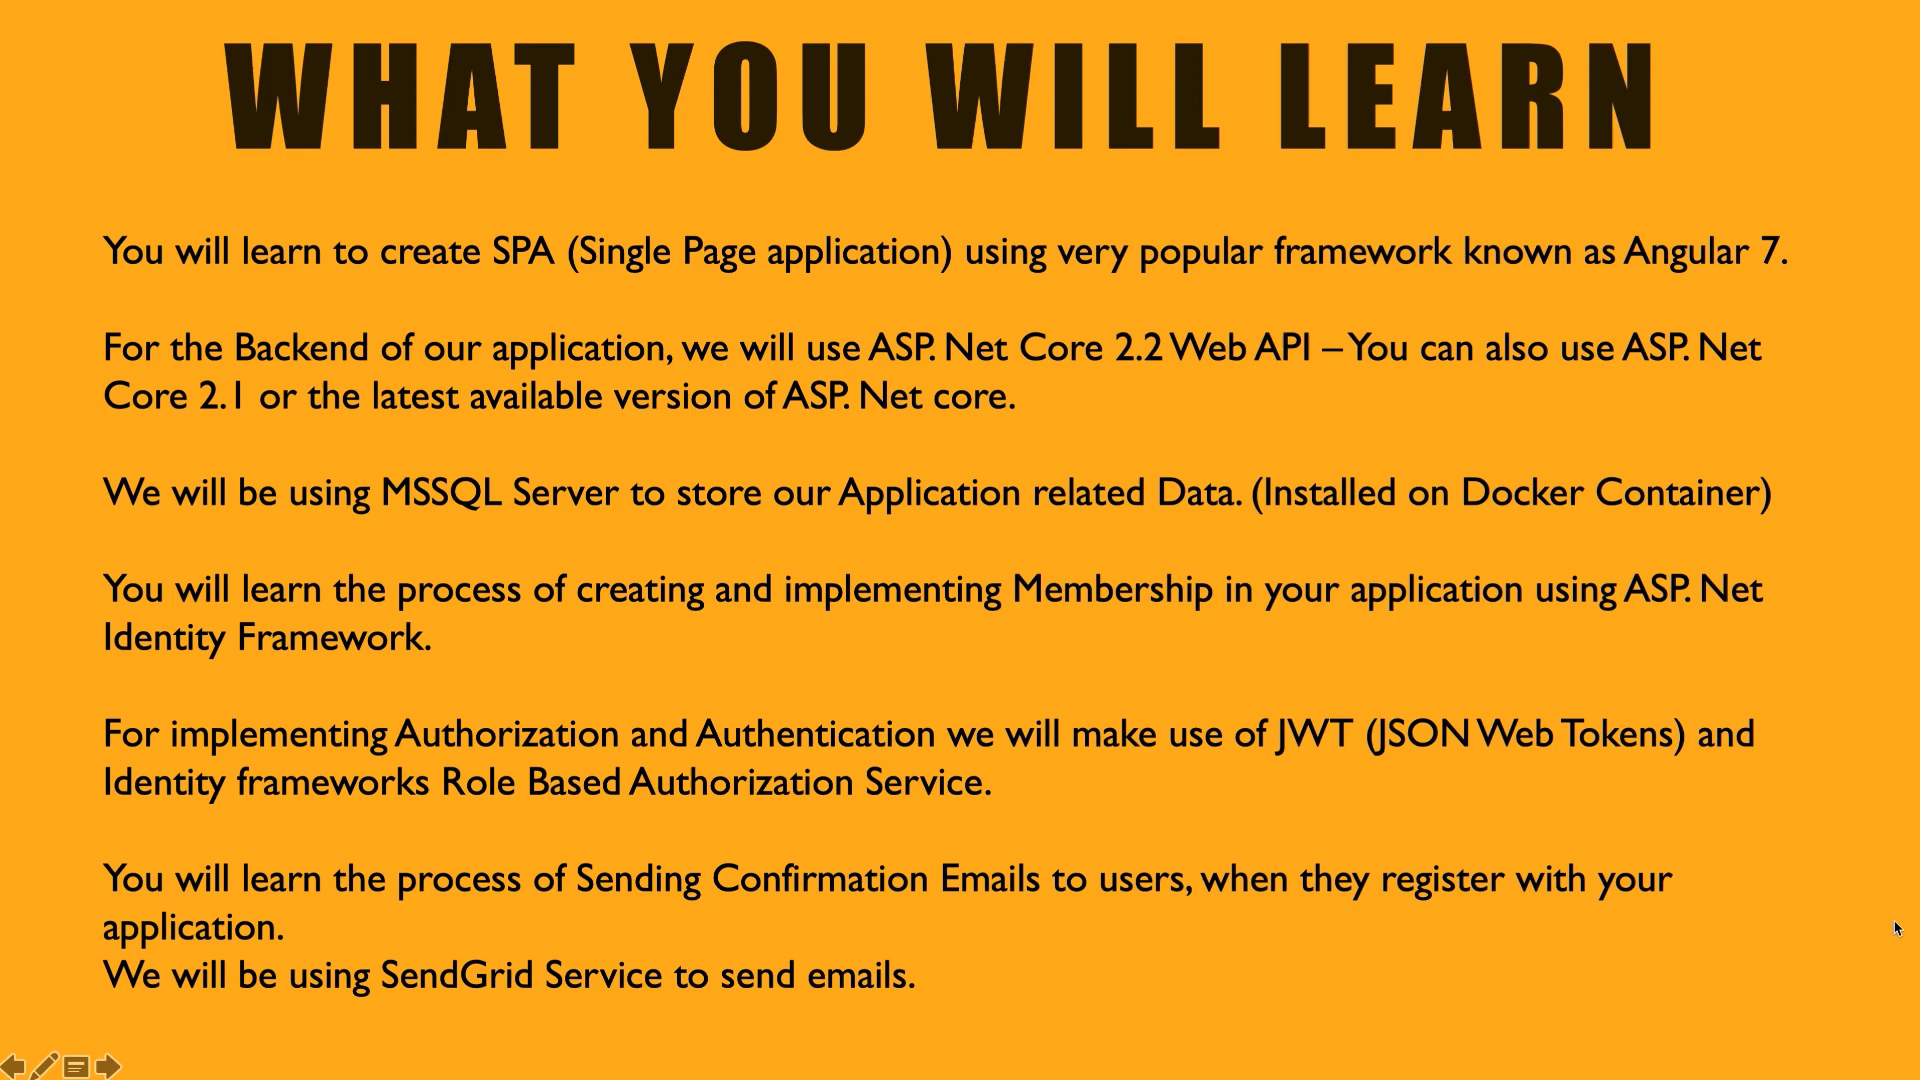 WHAT YOU WILL LEARN
You will learn to create SPA (Single Page application) using very popular framework known as Angular 7.
For the Backend of our application, we will use ASP. Net Core 2.2 Web API – You can also use ASP. Net
Core 2.1 or the latest available version of ASP. Net core.
We will be using MSSQL Server to store our Application related Data. (Installed on Docker Container)
You will learn the process of creating and implementing Membership in your application using ASP. Net
Identity Framework.
For implementing Authorization and Authentication we will make use of JWT (JSON Web Tokens) and
Identity frameworks Role Based Authorization Service.
You will learn the process of Sending Confirmation Emails to users, when they register with your
application.
We will be using SendGrid Service to send emails.